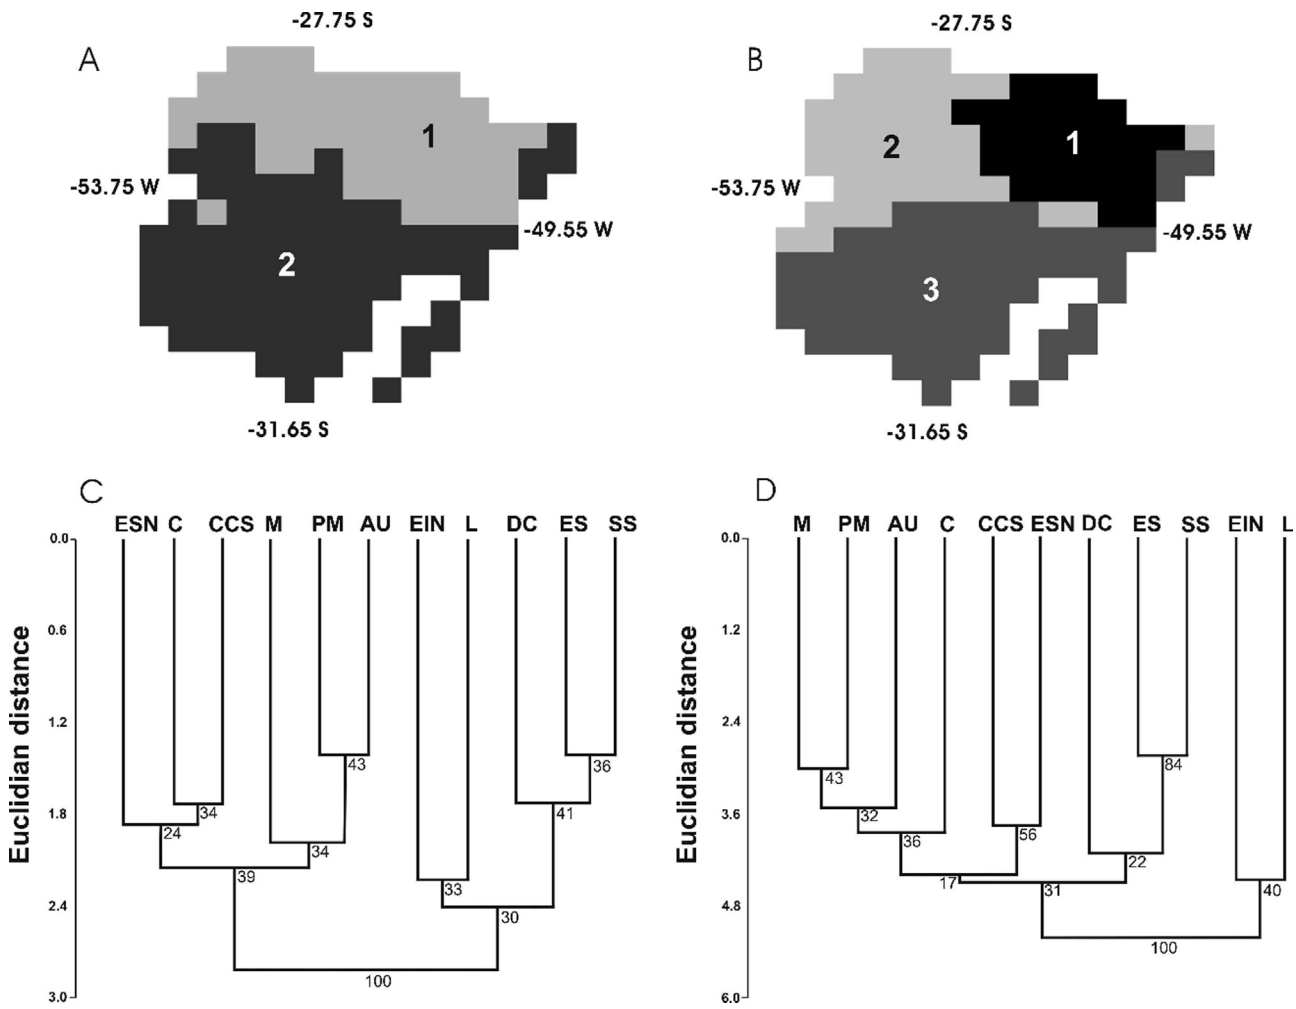 A
-27.75 S
1
-53.75 W
-49.55 W
2
-31.65 S
B
-27.75 S
2
1
-53.75 W
-49.55 W
3
-31.65 S
C
ESN C CCS M PM AU EIN L DC ES SS
Euclidian distance
0.0
0.6
1.2
1.8
2.4
3.0
43
36
34
41
24
34
39
33
30
100
D
M PM AU C CCS ESN DC ES SS EIN L
Euclidian distance
0.0
1.2
2.4
3.6
4.8
6.0
43
84
32
36
56
22
17
31
40
100